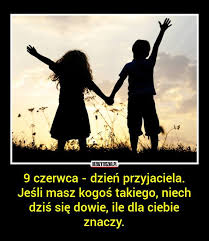 9 czerwca - dzień przyjaciela.
Jeśli masz kogoś takiego, niech
dziś się dowie, ile dla ciebie
znaczy.